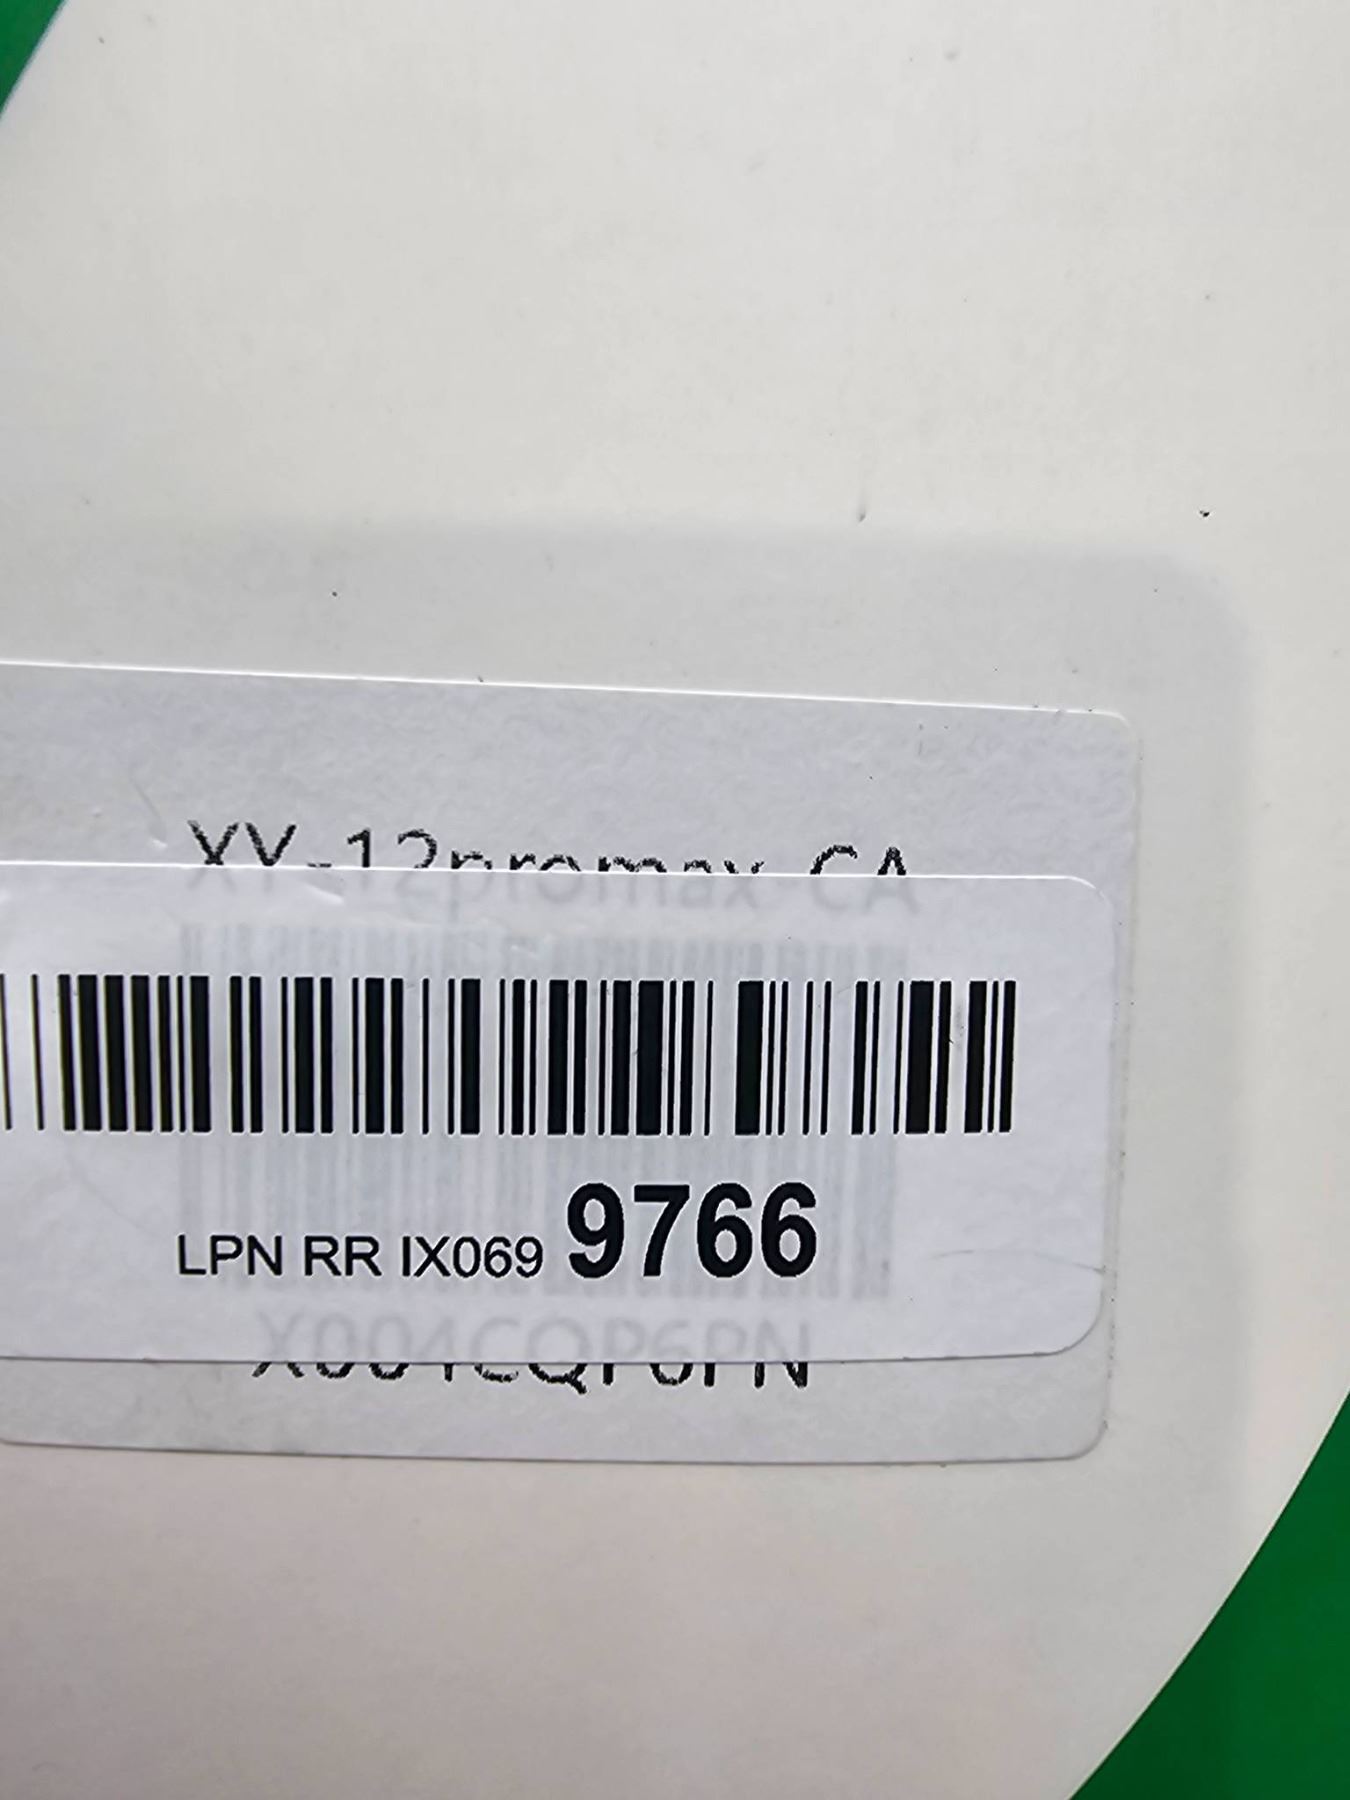 XY-12promax-CA
LPN RR IX069 9766
X004CQP6PN